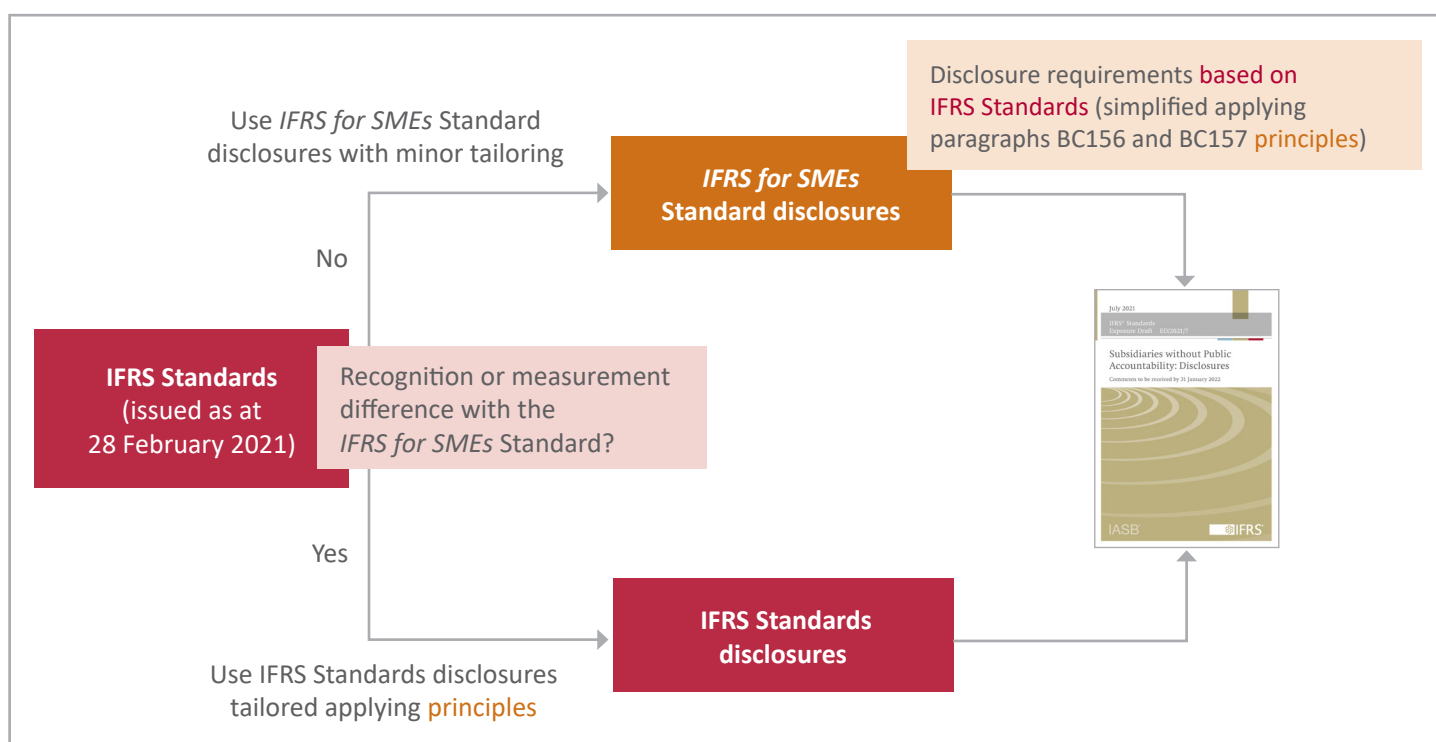 Disclosure requirements based on
IFRS Standards (simplified applying
paragraphs BC156 and BC157 principles)
Use IFRS for SMEs Standard
disclosures with minor tailoring
IFRS for SMEs
Standard disclosures
No
IFRS Standards
(issued as at
28 February 2021)
Recognition or measurement
difference with the
IFRS for SMEs Standard?
July 2021
IFRS® Standards
Exposure Draft ED/2021/7
Subsidiaries without Public
Accountability: Disclosures
Comments to be received by 31 January 2022
IASB®
IFRS®
Yes
IFRS Standards
disclosures
Use IFRS Standards disclosures
tailored applying principles